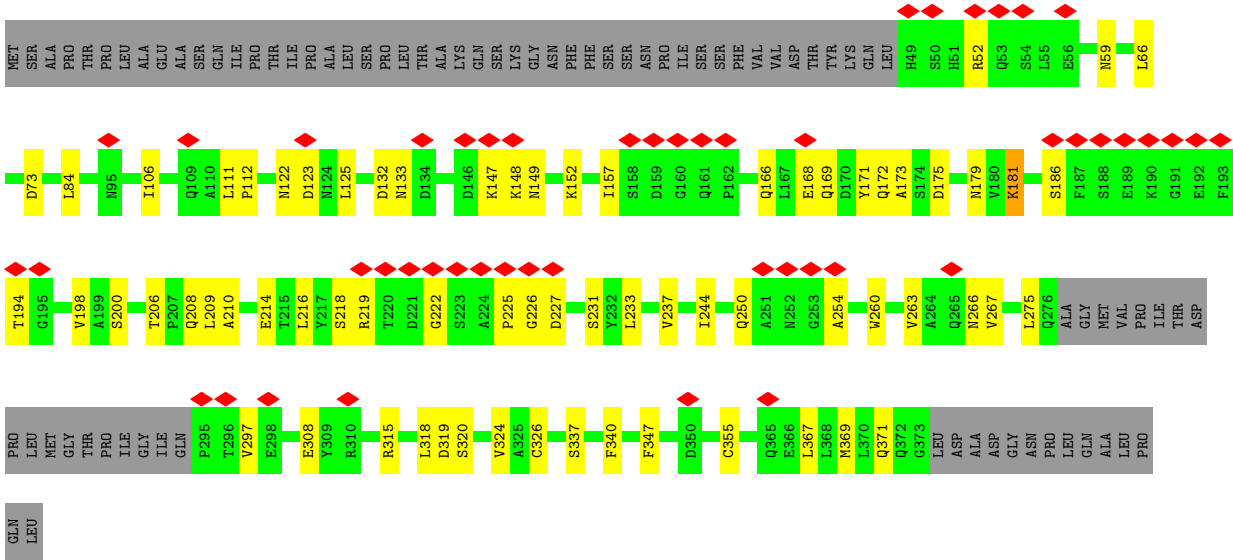 MET SER ALA PRO THR PRO LEU ALA GLU ALA SER GLN ILE PRO THR ILE PRO ALA LEU SER PRO LEU THR ALA LYS GLN SER LYS GLY ASN PHE PHE SER SER ASN PRO ILE SER SER PHE VAL VAL ASP THR TYR LYS GLN LEU H49 S50 H51 R52 Q53 S54 L55 E56 N59 L66
D73 L84 N95 I106 Q109 A110 L111 P112 N122 D123 N124 L125 D132 N133 D134 D146 K147 K148 N149 K152 I157 S158 D159 G160 Q161 P162 Q166 L167 E168 Q169 D170 Y171 Q172 A173 S174 D175 N179 V180 K181 S186 F187 S188 E189 K190 G191 E192 F193
T194 G195 V198 A199 S200 T206 P207 Q208 L209 A210 E214 T215 L216 Y217 S218 R219 T220 D221 G222 S223 A224 P225 G226 D227 S231 Y232 L233 V237 I244 Q250 A251 N252 G253 A254 W260 V263 A264 Q265 N266 V267 L275 Q276 ALA GLY MET VAL PRO ILE THR ASP
PRO LEU MET GLY THR PRO ILE GLY ILE GLN P295 T296 V297 E298 E308 Y309 R310 R315 L318 D319 S320 V324 A325 C326 S337 F340 F347 D350 C355 Q365 E366 L367 L368 M369 L370 Q371 Q372 G373 LEU ASP ALA ASP GLY ASN PRO LEU GLN ALA LEU PRO
GLN LEU